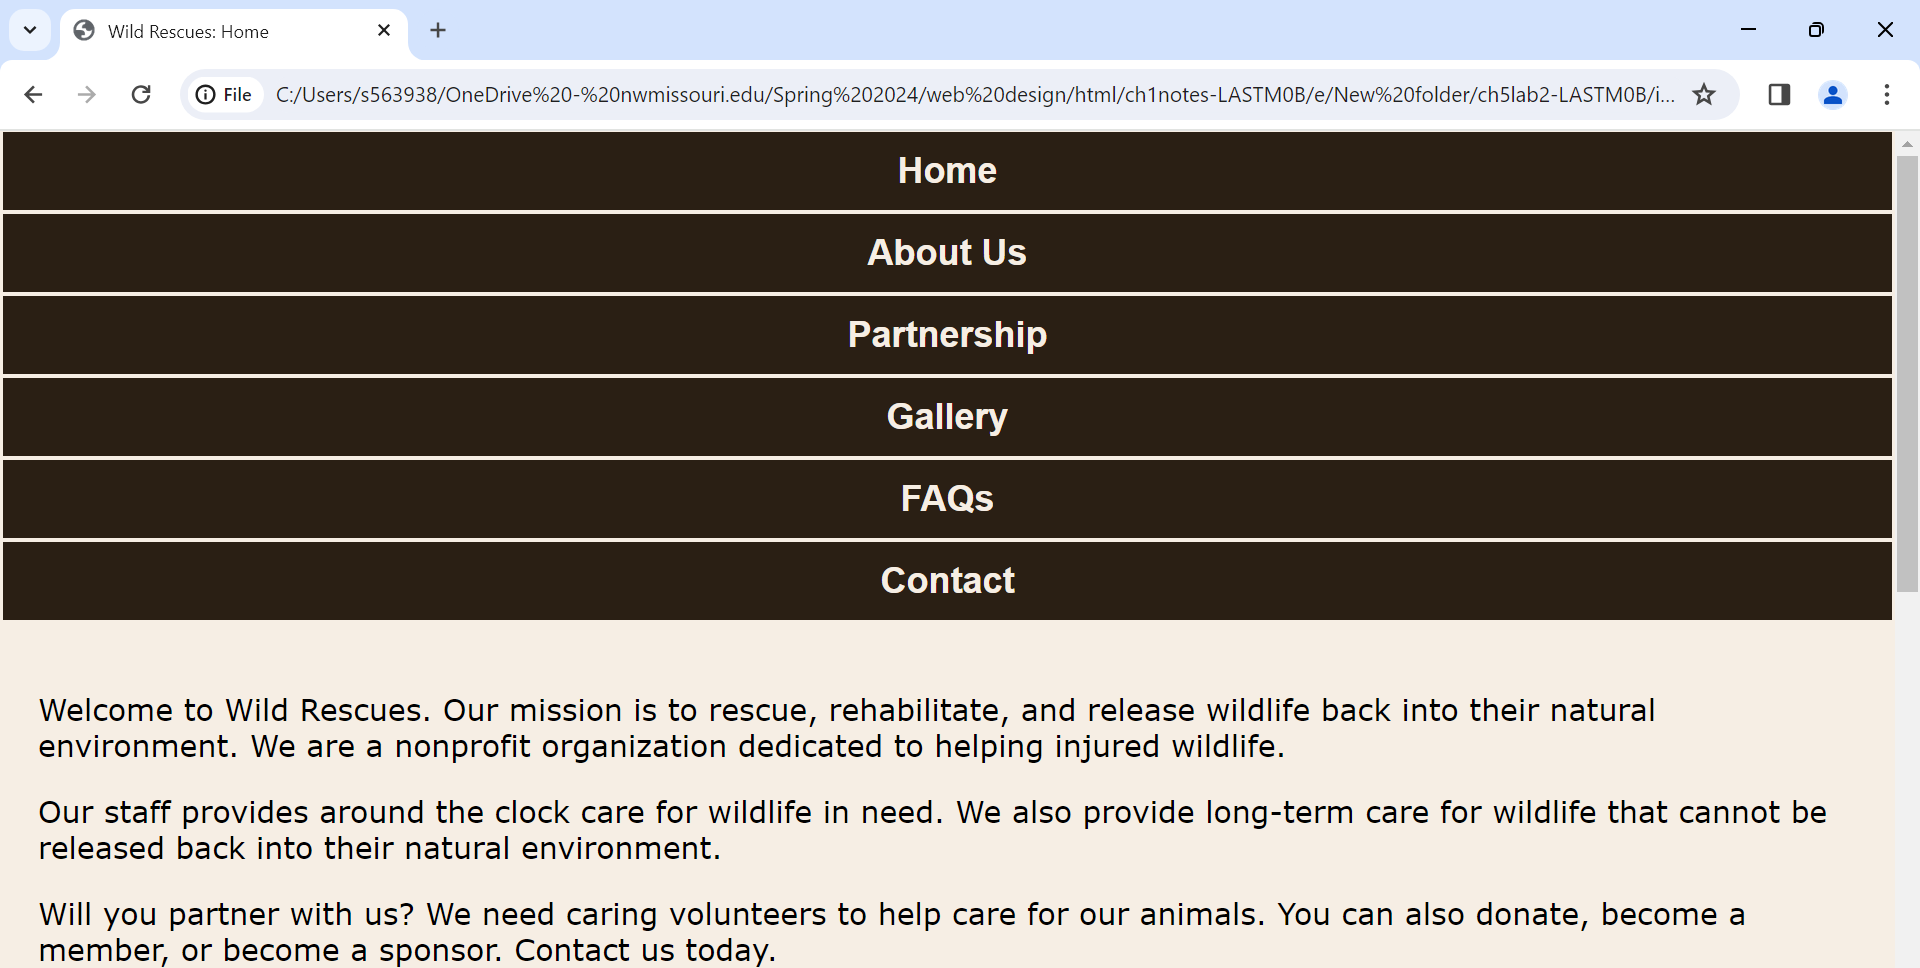 Wild Rescues: Home
File C:/Users/s563938/OneDrive%20-%20nwmissouri.edu/Spring%202024/web%20design/html/ch1notes-LASTM0B/e/New%20folder/ch5lab2-LASTM0B/i...
Home
About Us
Partnership
Gallery
FAQs
Contact
Welcome to Wild Rescues. Our mission is to rescue, rehabilitate, and release wildlife back into their natural
environment. We are a nonprofit organization dedicated to helping injured wildlife.
Our staff provides around the clock care for wildlife in need. We also provide long-term care for wildlife that cannot be
released back into their natural environment.
Will you partner with us? We need caring volunteers to help care for our animals. You can also donate, become a
member, or become a sponsor. Contact us today.